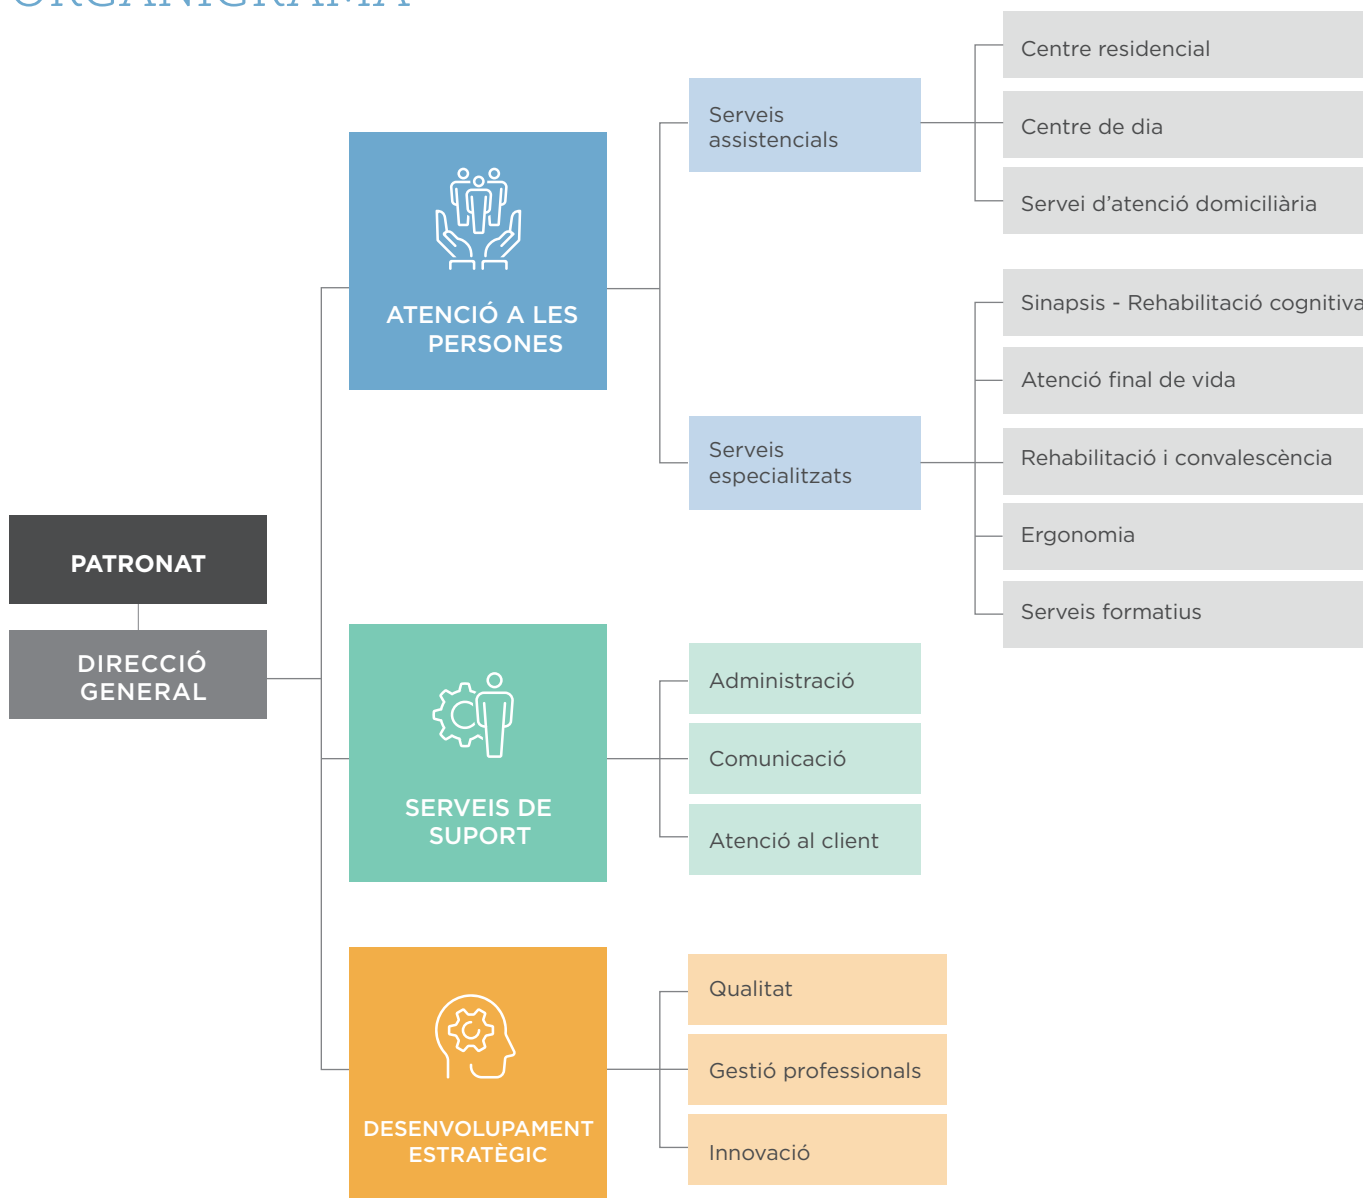 ORGANIGRAMA
Centre residencial
Serveis
assistencials
Centre de dia
Servei d’atenció domiciliària
ATENCIÓ A LES
PERSONES
Sinapsis - Rehabilitació cognitiva
Atenció final de vida
Serveis
especialitzats
Rehabilitació i convalescència
Ergonomia
Serveis formatius
PATRONAT
DIRECCIÓ
GENERAL
SERVEIS DE
SUPORT
Administració
Comunicació
Atenció al client
DESENVOLUPAMENT
ESTRATÈGIC
Qualitat
Gestió professionals
Innovació